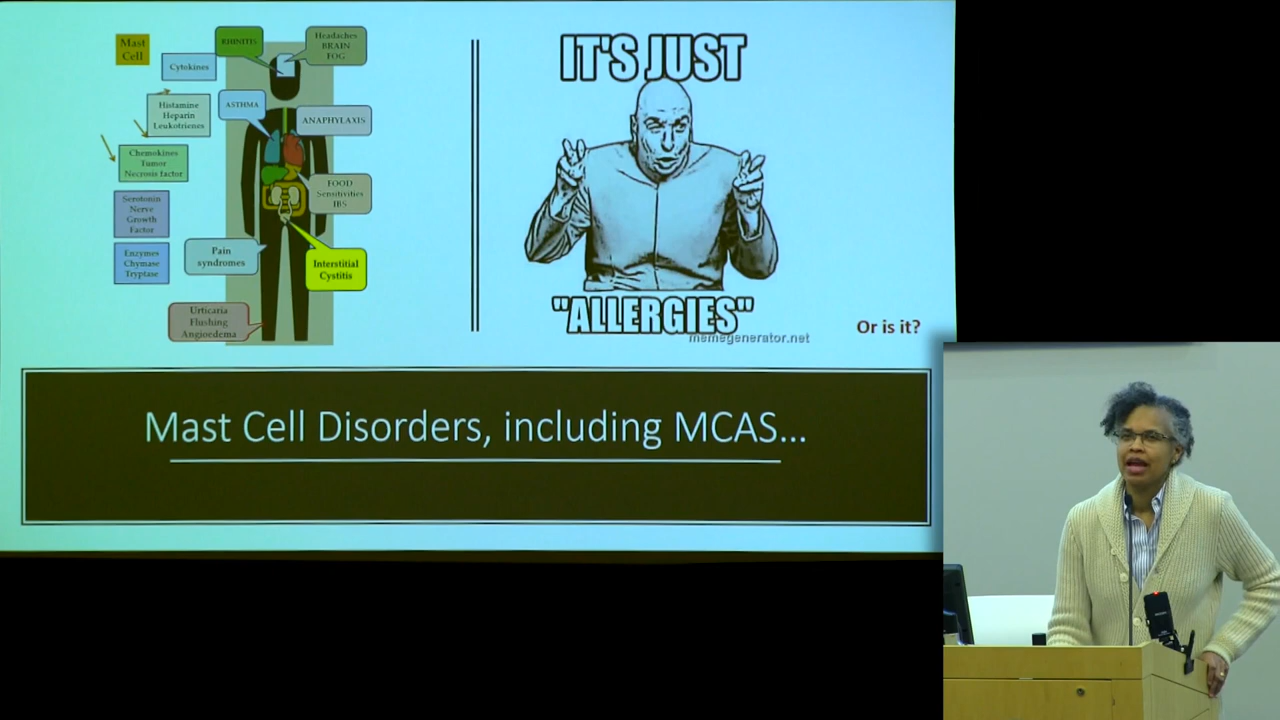 Mast
Cell
Cytokines
Histamine
Heparin
Leukotrienes
Chemokines
Tumor
Necrosis factor
Serotonin
Nerve
Growth
Factor
Enzymes
Chymase
Tryptase
RHINITIS
Headaches
BRAIN
FOG
ASTHMA
ANAPHYLAXIS
FOOD
Sensitivities
IBS
Pain
syndromes
Interstitial
Cystitis
Urticaria
Flushing
Angioedema
IT'S JUST
"ALLERGIES"
memegenerator.net
Or is it?
Mast Cell Disorders, including MCAS...